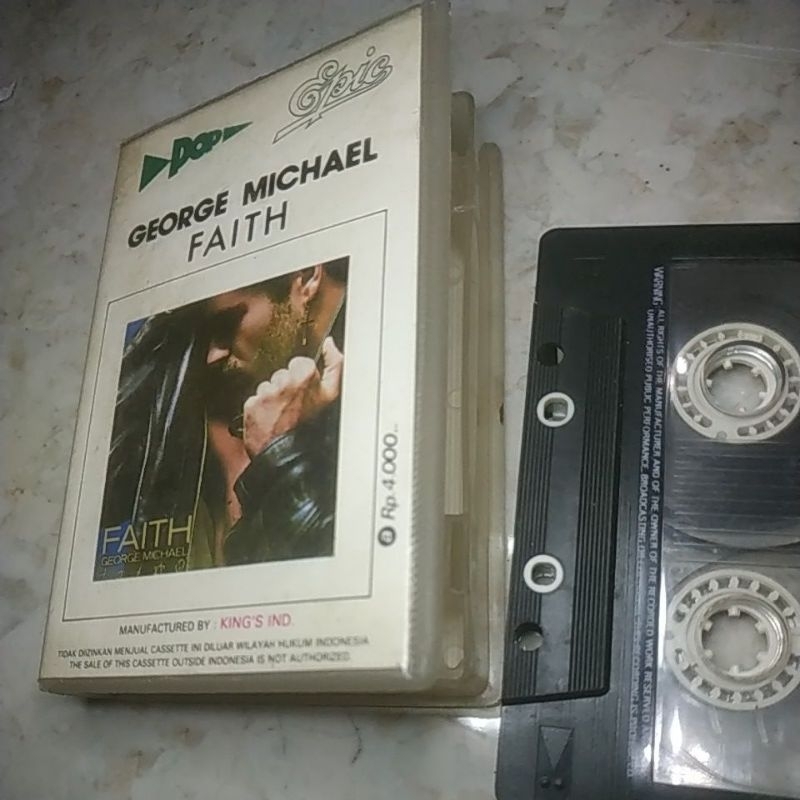 Epic
POP
GEORGE MICHAEL
FAITH
FAITH
GEORGE MICHAEL
Rp.4.000,-
MANUFACTURED BY : KING'S IND.
TIDAK DIIZINKAN MENJUAL CASSETTE INI DILUAR WILAYAH HUKUM INDONESIA
THE SALE OF THIS CASSETTE OUTSIDE INDONESIA IS NOT AUTHORIZED.
WARNING: ALL RIGHTS OF THE MANUFACTURER AND OF THE OWNER OF THE RECORDED WORK RESERVED
UNAUTHORISED PUBLIC PERFORMANCE, BROADCASTING